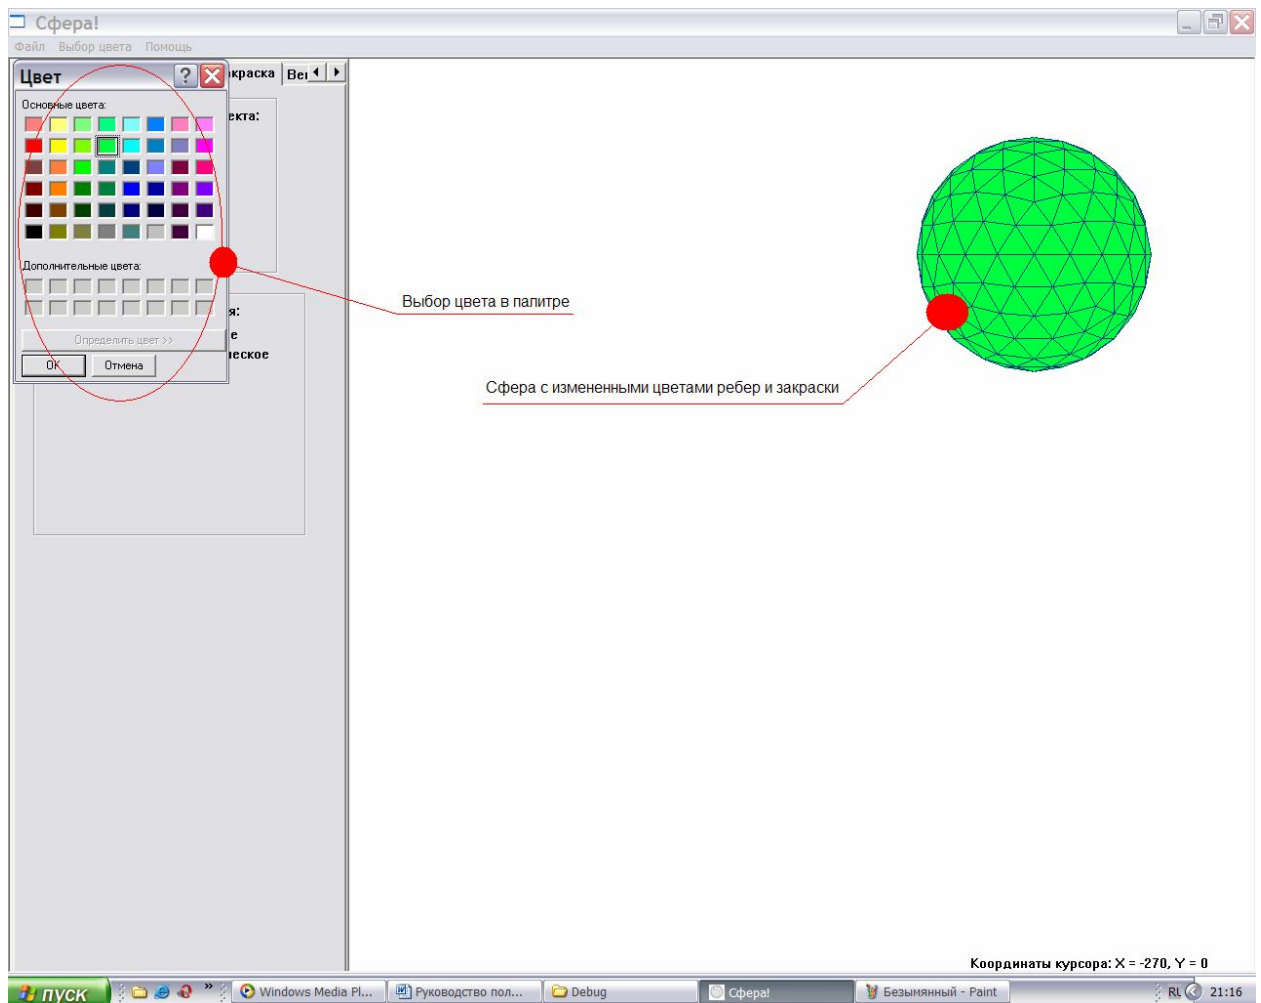 Сфера!
Файл Выбор цвета Помощь
Цвет
краска Ве
Основные цвета:
екта:
Дополнительные цвета:
Выбор цвета в палитре
я:
Определить цвет >>
е
ческое
OK Отмена
Сфера с измененными цветами ребер и закраски
Координаты курсора: X = -270, Y = 0
пуск Windows Media Pl... Руководство пол... Debug Сфера! Безымянный - Paint RL 21:16